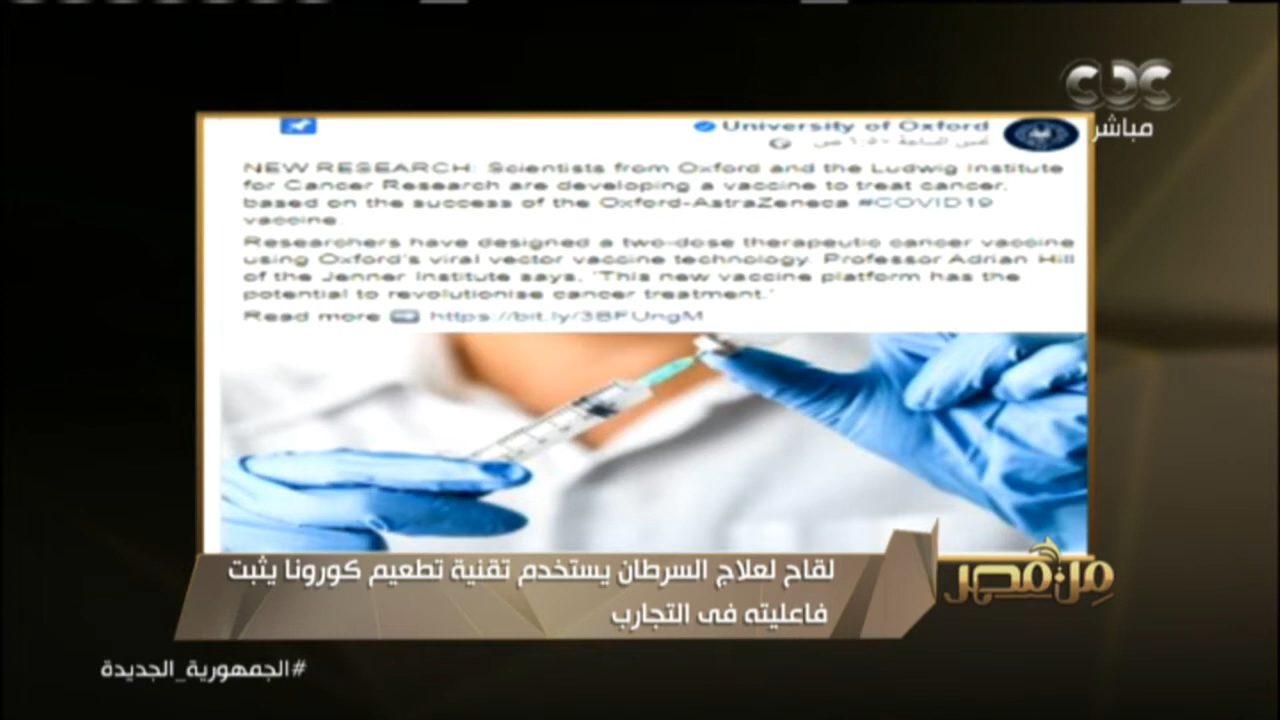 CBC
مباشر
University of Oxford
NEW RESEARCH: Scientists from Oxford and the Ludwig Institute
for Cancer Research are developing a vaccine to treat cancer,
based on the success of the Oxford-AstraZeneca #COVID19
vaccine.
Researchers have designed a two-dose therapeutic cancer vaccine
using Oxford's viral vector vaccine technology. Professor Adrian Hill
of the Jenner Institute says, 'This new vaccine platform has the
potential to revolutionise cancer treatment.'
Read more https://bit.ly/3BFUngM
من مصر
لقاح لعلاج السرطان يستخدم تقنية تطعيم كورونا يثبت
فاعليته فى التجارب
#الجمهورية_الجديدة